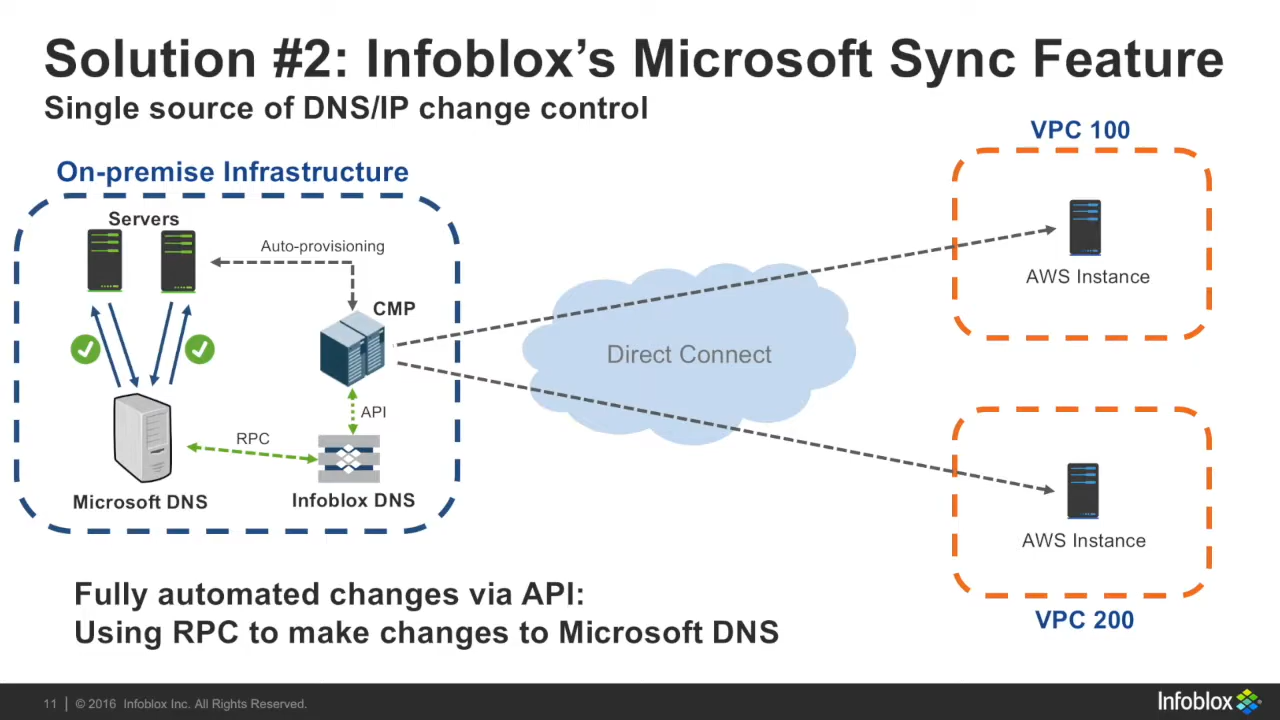 Solution #2: Infoblox’s Microsoft Sync Feature
Single source of DNS/IP change control
VPC 100
On-premise Infrastructure
Servers
Auto-provisioning
AWS Instance
CMP
Direct Connect
API
RPC
Microsoft DNS
Infoblox DNS
AWS Instance
VPC 200
Fully automated changes via API:
Using RPC to make changes to Microsoft DNS
11 | © 2016 Infoblox Inc. All Rights Reserved.
Infoblox